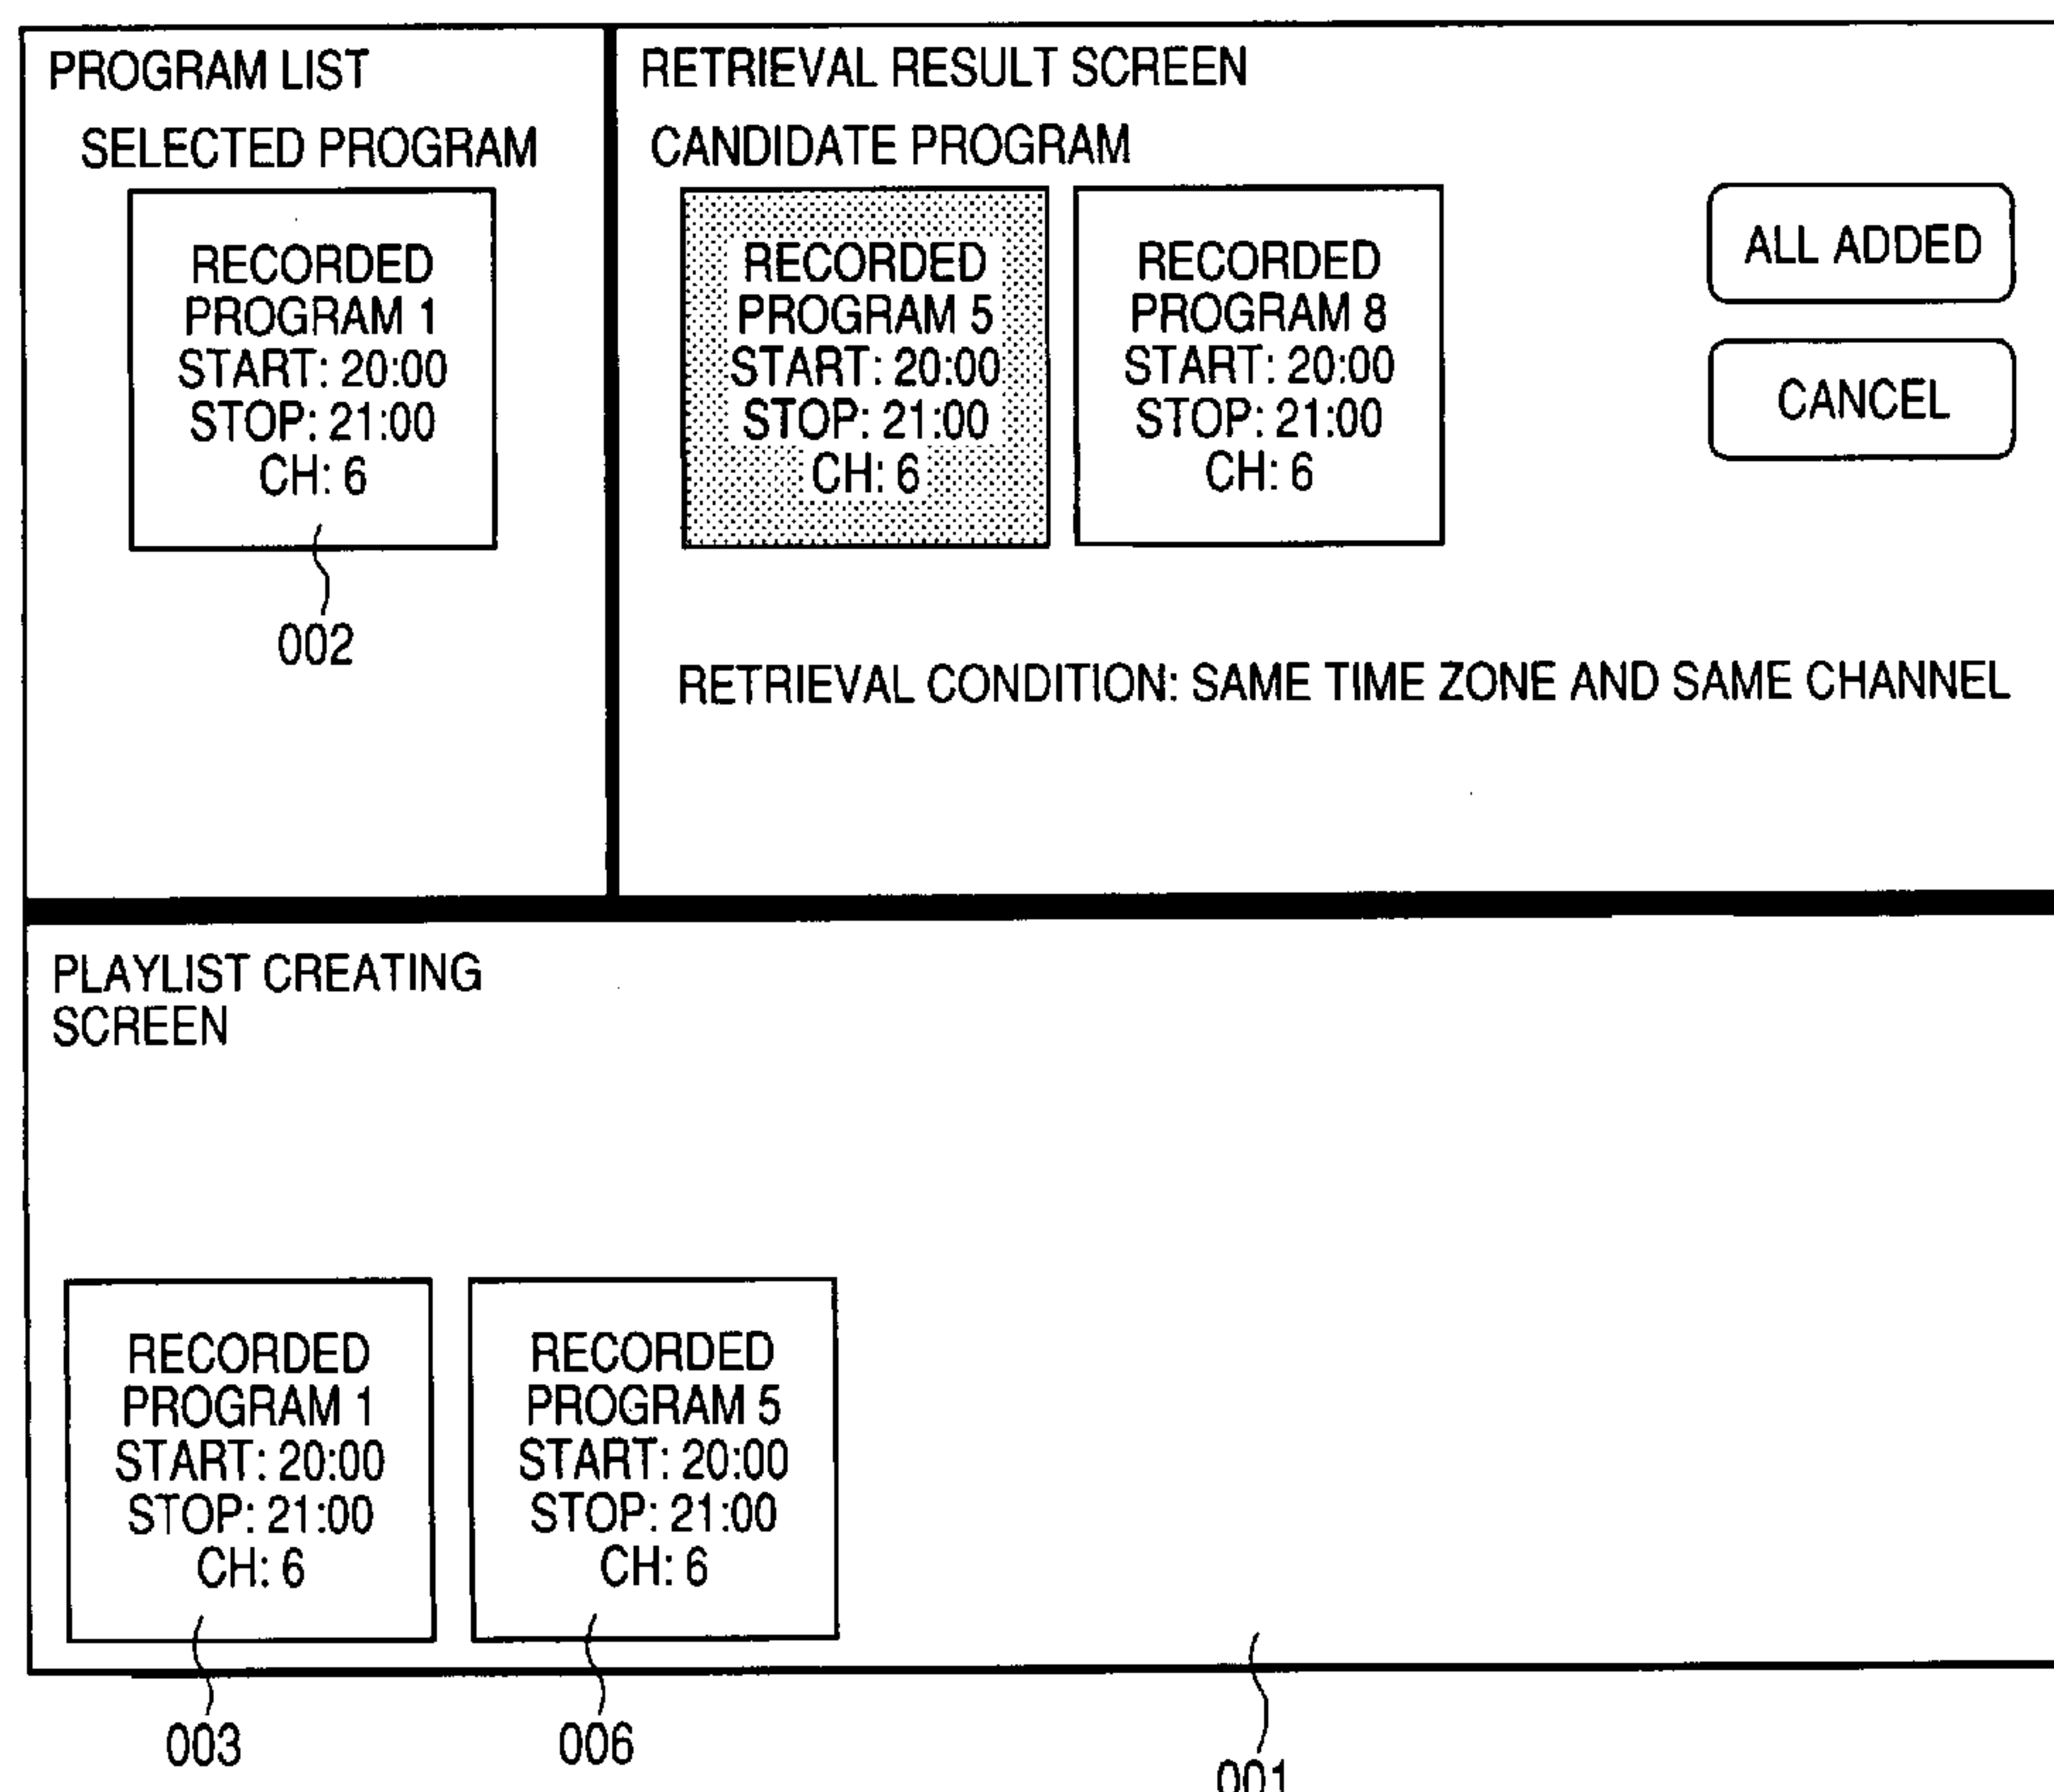 PROGRAM LIST
SELECTED PROGRAM
RECORDED
PROGRAM 1
START: 20:00
STOP: 21:00
CH: 6
002
RETRIEVAL RESULT SCREEN
CANDIDATE PROGRAM
RECORDED
PROGRAM 5
START: 20:00
STOP: 21:00
CH: 6
RECORDED
PROGRAM 8
START: 20:00
STOP: 21:00
CH: 6
ALL ADDED
CANCEL
RETRIEVAL CONDITION: SAME TIME ZONE AND SAME CHANNEL
PLAYLIST CREATING
SCREEN
RECORDED
PROGRAM 1
START: 20:00
STOP: 21:00
CH: 6
RECORDED
PROGRAM 5
START: 20:00
STOP: 21:00
CH: 6
003
006
001